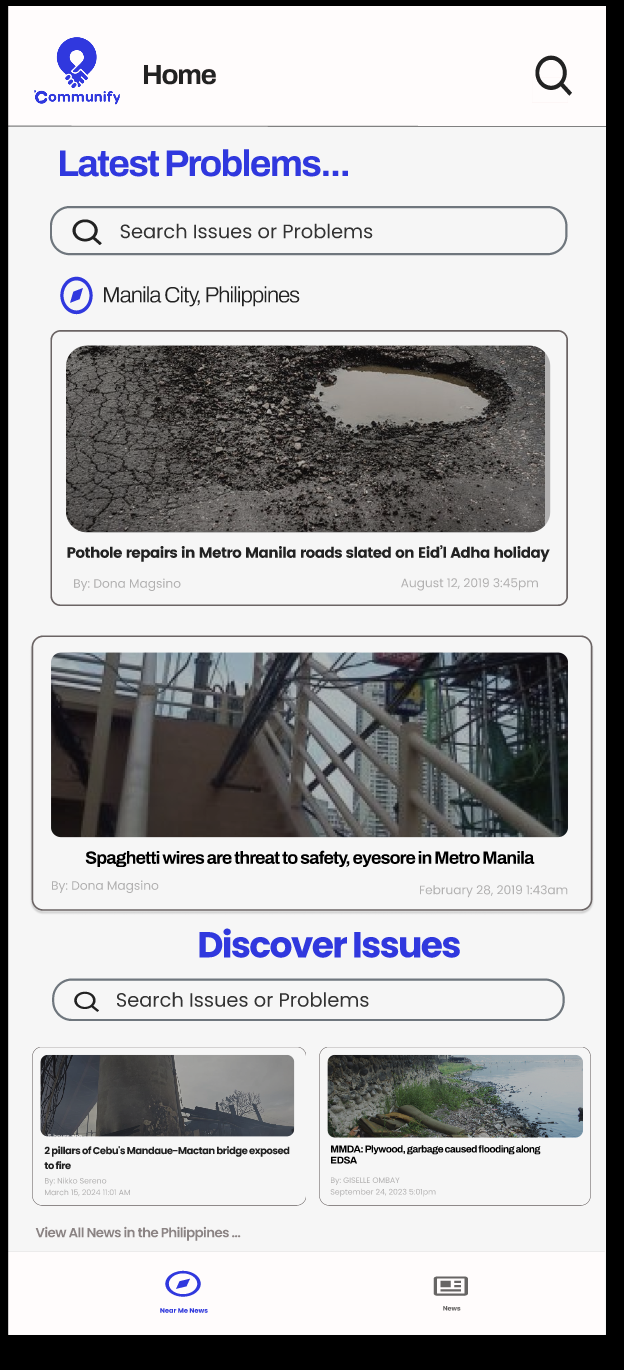 Communify
Home
Latest Problems...
Search Issues or Problems
Manila City, Philippines
Pothole repairs in Metro Manila roads slated on Eid'l Adha holiday
By: Dona Magsino
August 12, 2019 3:45pm
Spaghetti wires are threat to safety, eyesore in Metro Manila
By: Dona Magsino
February 28, 2019 1:43am
Discover Issues
Search Issues or Problems
2 pillars of Cebu's Mandaue-Mactan bridge exposed
to fire
By: Nikko Sereno
March 15, 2024 11:01 AM
MMDA: Plywood, garbage caused flooding along
EDSA
By: GISELLE OMBAY
September 24, 2023 5:01pm
View All News in the Philippines ...
Near Me News
News